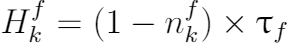 H_k^f = (1 − n_k^f) × τ_f